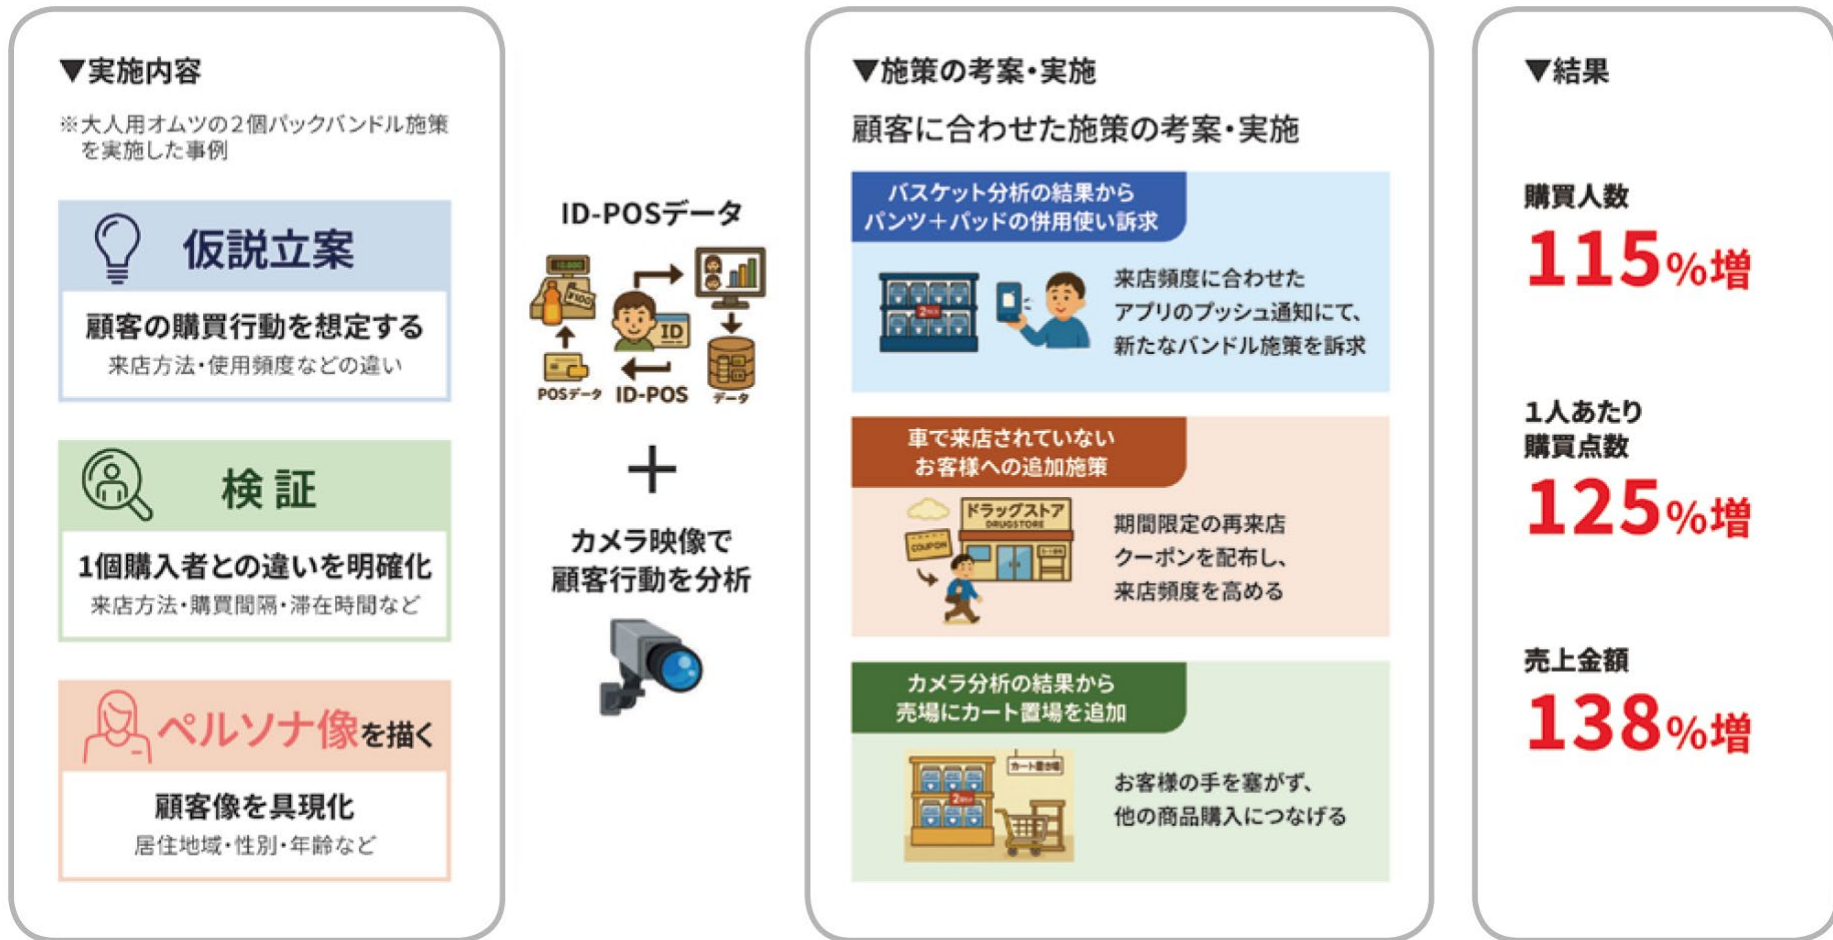 ▼実施内容
※大人用オムツの2個パックバンドル施策
を実施した事例
仮説立案
顧客の購買行動を想定する
来店方法・使用頻度などの違い
検証
1個購入者との違いを明確化
来店方法・購買間隔・滞在時間など
ペルソナ像を描く
顧客像を具現化
居住地域・性別・年齢など
ID-POSデータ
10,000
¥100
ID
POSデータ
ID-POS
データ
＋
カメラ映像で
顧客行動を分析
▼施策の考案・実施
顧客に合わせた施策の考案・実施
バスケット分析の結果から
パンツ＋パッドの併用使い訴求
来店頻度に合わせた
アプリのプッシュ通知にて、
新たなバンドル施策を訴求
車で来店されていない
お客様への追加施策
ドラッグストア
DRUGSTORE
COUPON
期間限定の再来店
クーポンを配布し、
来店頻度を高める
カメラ分析の結果から
売場にカート置場を追加
カート置き場
お客様の手を塞がず、
他の商品購入につなげる
▼結果
購買人数
115%増
1人あたり
購買点数
125%増
売上金額
138%増